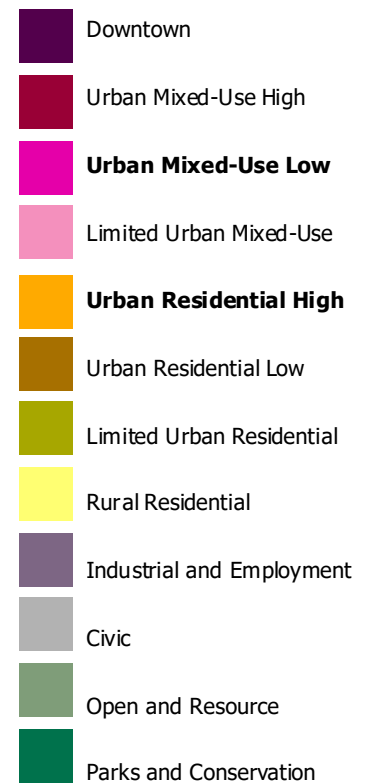 Downtown
Urban Mixed-Use High
Urban Mixed-Use Low
Limited Urban Mixed-Use
Urban Residential High
Urban Residential Low
Limited Urban Residential
Rural Residential
Industrial and Employment
Civic
Open and Resource
Parks and Conservation